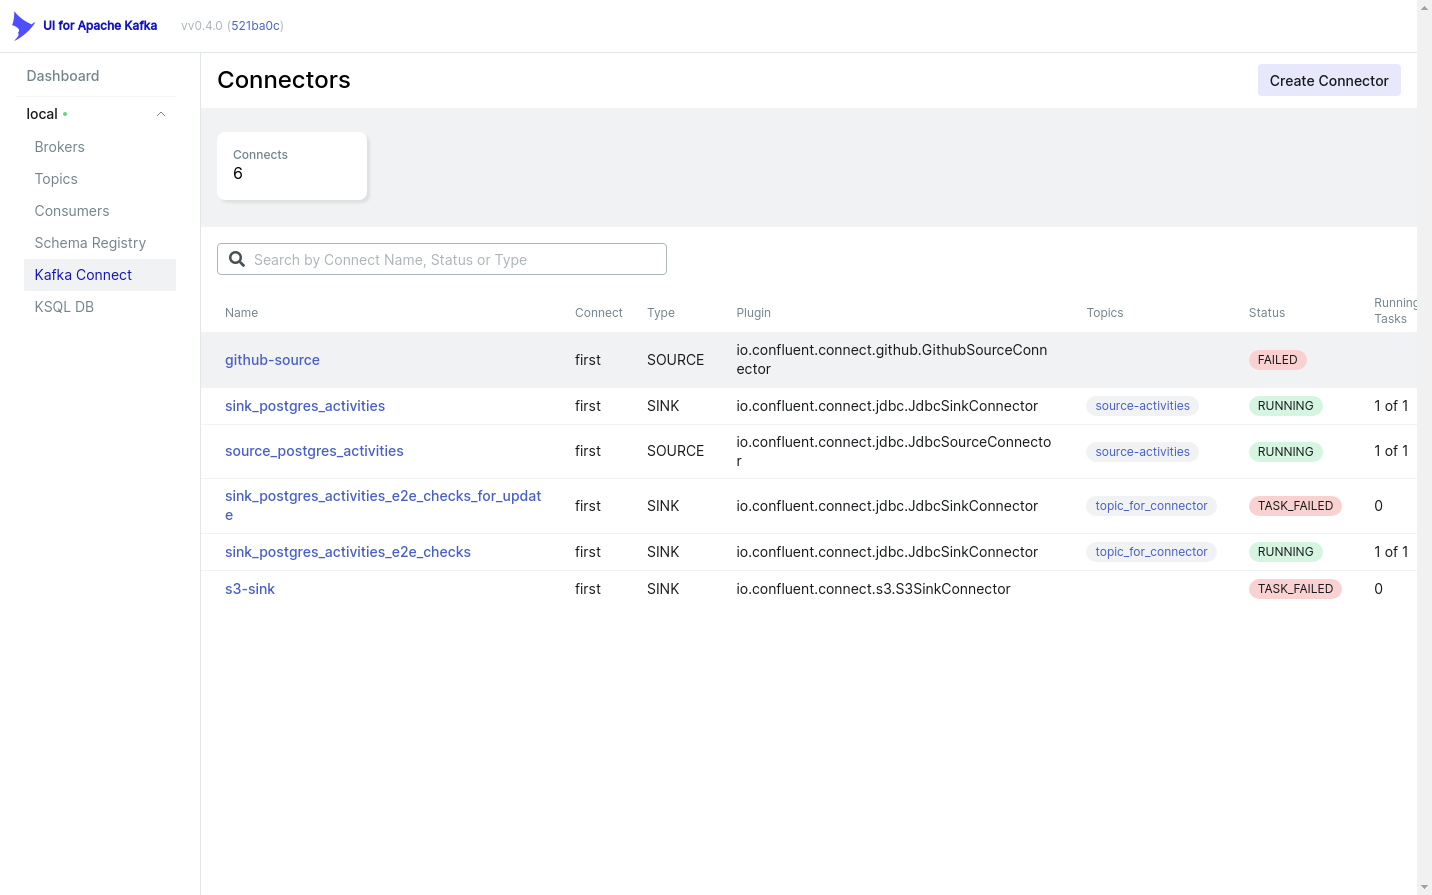 UI for Apache Kafka
vv0.4.0 (521ba0c)
Dashboard
local
Brokers
Topics
Consumers
Schema Registry
Kafka Connect
KSQL DB
Connectors
Create Connector
Connects
6
Search by Connect Name, Status or Type
Name Connect Type Plugin Topics Status Running
Tasks
github-source first SOURCE io.confluent.connect.github.GithubSourceConn
ector FAILED
sink_postgres_activities first SINK io.confluent.connect.jdbc.JdbcSinkConnector source-activities RUNNING 1 of 1
source_postgres_activities first SOURCE io.confluent.connect.jdbc.JdbcSourceConnecto
r source-activities RUNNING 1 of 1
sink_postgres_activities_e2e_checks_for_updat
e first SINK io.confluent.connect.jdbc.JdbcSinkConnector topic_for_connector TASK_FAILED 0
sink_postgres_activities_e2e_checks first SINK io.confluent.connect.jdbc.JdbcSinkConnector topic_for_connector RUNNING 1 of 1
s3-sink first SINK io.confluent.connect.s3.S3SinkConnector TASK_FAILED 0